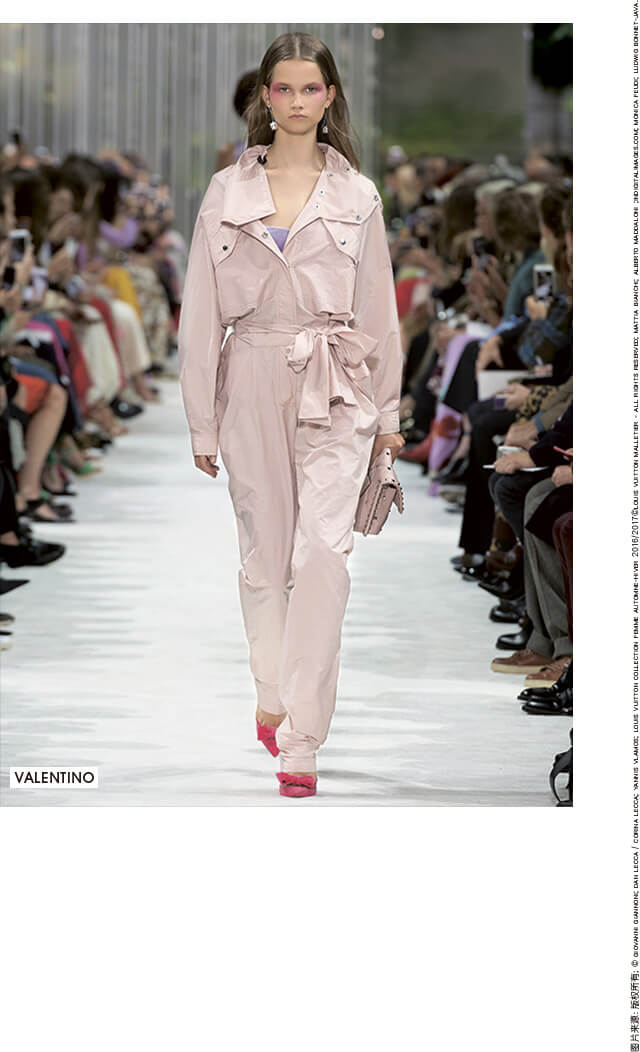 VALENTINO
图片来源: 版权所有; © GIOVANNI GIANNONI; DAN LECCA / CORINA LECCA; YANNIS VLAMOS; LOUIS VUITTON COLLECTION FEMME AUTOMNE-HIVER 2016/2017©LOUIS VUITTON MALLETIER - ALL RIGHTS RESERVED; MATTIA BIANCHI; ALBERTO MADDALONI ;INDIGITALIMAGES.COM; MONICA FEUDI; LUDWIG BONNET-JAVA.